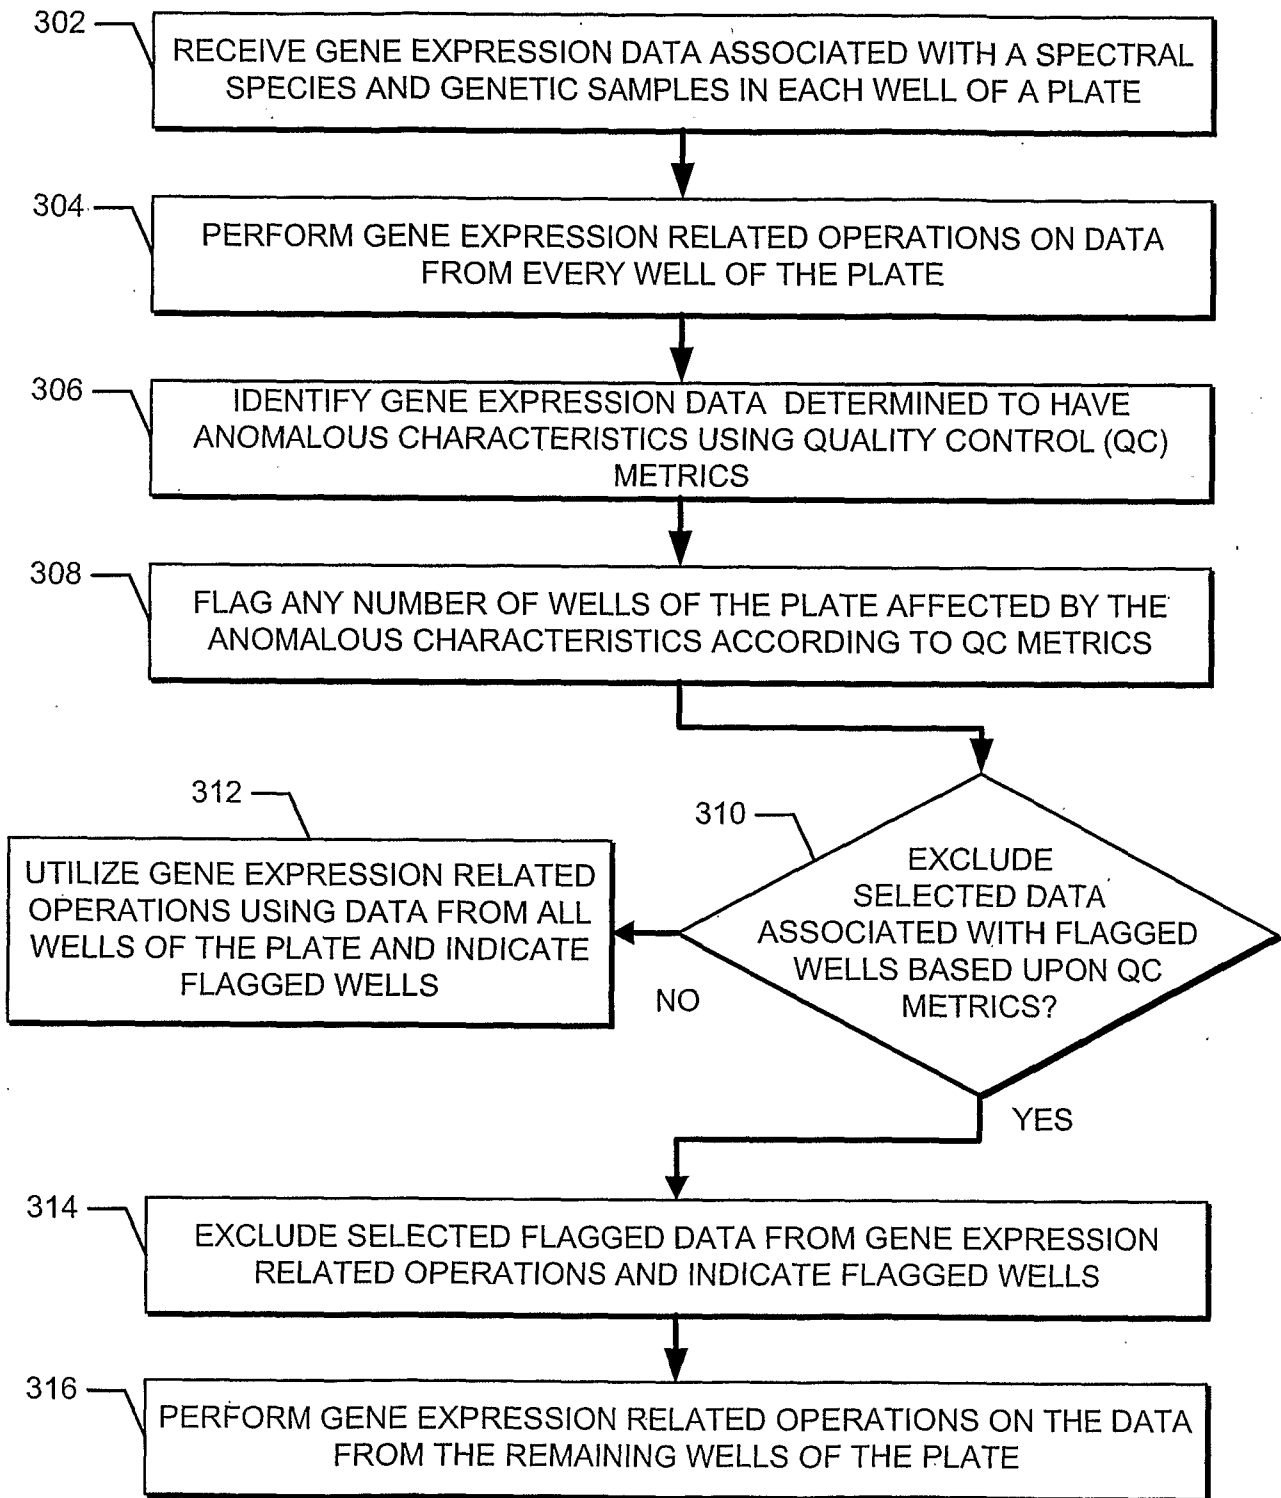 302
RECEIVE GENE EXPRESSION DATA ASSOCIATED WITH A SPECTRAL
SPECIES AND GENETIC SAMPLES IN EACH WELL OF A PLATE
304
PERFORM GENE EXPRESSION RELATED OPERATIONS ON DATA
FROM EVERY WELL OF THE PLATE
306
IDENTIFY GENE EXPRESSION DATA DETERMINED TO HAVE
ANOMALOUS CHARACTERISTICS USING QUALITY CONTROL (QC)
METRICS
308
FLAG ANY NUMBER OF WELLS OF THE PLATE AFFECTED BY THE
ANOMALOUS CHARACTERISTICS ACCORDING TO QC METRICS
310
EXCLUDE
SELECTED DATA
ASSOCIATED WITH FLAGGED
WELLS BASED UPON QC
METRICS?
NO
312
UTILIZE GENE EXPRESSION RELATED
OPERATIONS USING DATA FROM ALL
WELLS OF THE PLATE AND INDICATE
FLAGGED WELLS
YES
314
EXCLUDE SELECTED FLAGGED DATA FROM GENE EXPRESSION
RELATED OPERATIONS AND INDICATE FLAGGED WELLS
316
PERFORM GENE EXPRESSION RELATED OPERATIONS ON THE DATA
FROM THE REMAINING WELLS OF THE PLATE